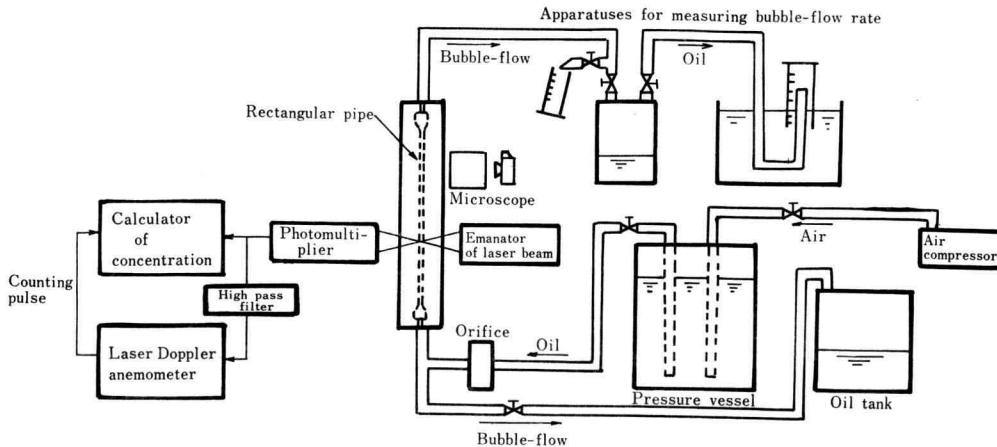 Apparatuses for measuring bubble-flow rate
Bubble-flow
Oil
Rectangular pipe
Microscope
Calculator
of
concentration
Photomulti-
plier
Emanator
of laser beam
Air
Air
compressor
Counting
pulse
High pass
filter
Orifice
Oil
Laser Doppler
anemometer
Pressure vessel
Oil tank
Bubble-flow